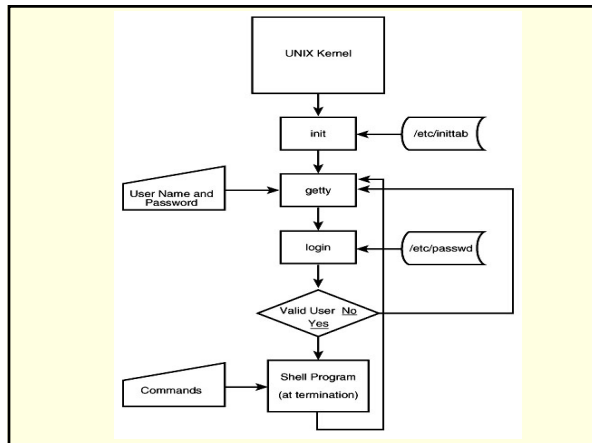 UNIX Kernel
init
/etc/inittab
User Name and
Password
getty
login
/etc/passwd
Valid User No
Yes
Commands
Shell Program
(at termination)